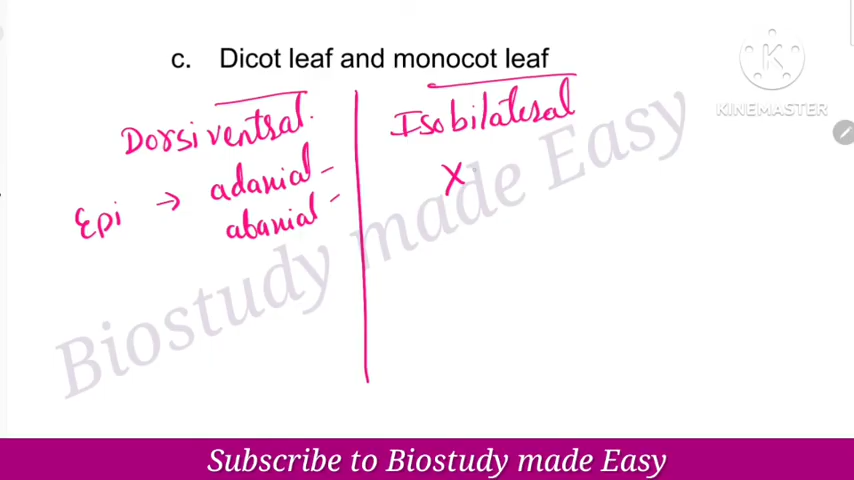 c. Dicot leaf and monocot leaf
Dorsiventral.
Isobilateral
Epi → adanial -
abanial -
X
KINEMASTER
Biostudy made Easy
Subscribe to Biostudy made Easy